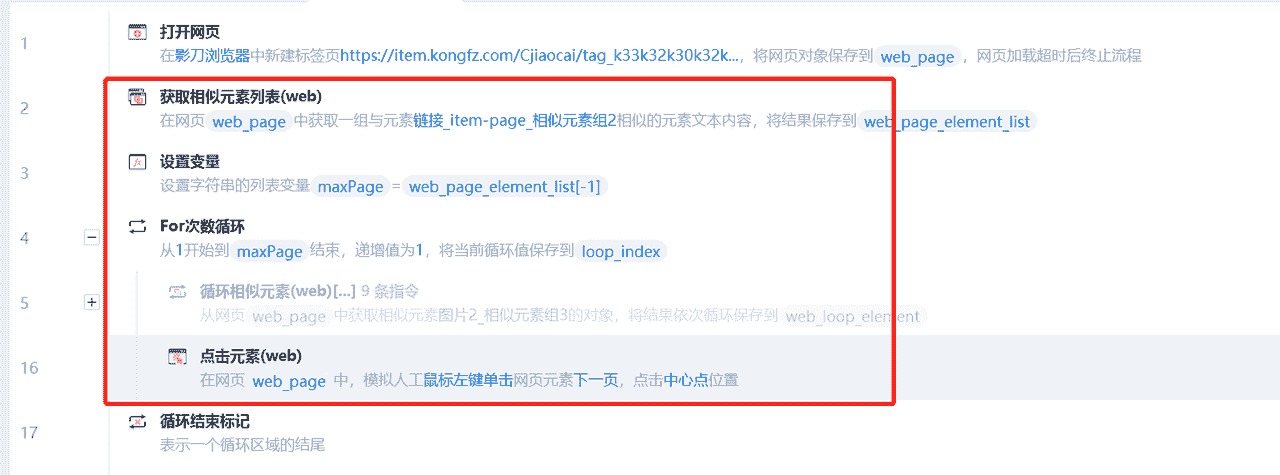 1
打开网页
在影刀浏览器中新建标签页https://item.kongfz.com/Cjiaocai/tag_k33k32k30k32k...，将网页对象保存到 web_page ，网页加载超时后终止流程
2
获取相似元素列表(web)
在网页 web_page 中获取一组与元素链接_item-page_相似元素组2相似的元素文本内容，将结果保存到 web_page_element_list
3
设置变量
设置字符串的列表变量 maxPage = web_page_element_list[-1]
4
For次数循环
从1开始到 maxPage 结束，递增值为1，将当前循环值保存到 loop_index
5
循环相似元素(web)[...] 9 条指令
从网页 web_page 中获取相似元素图片2_相似元素组3的对象，将结果依次循环保存到 web_loop_element
16
点击元素(web)
在网页 web_page 中，模拟人工鼠标左键单击网页元素下一页，点击中心点位置
17
循环结束标记
表示一个循环区域的结尾